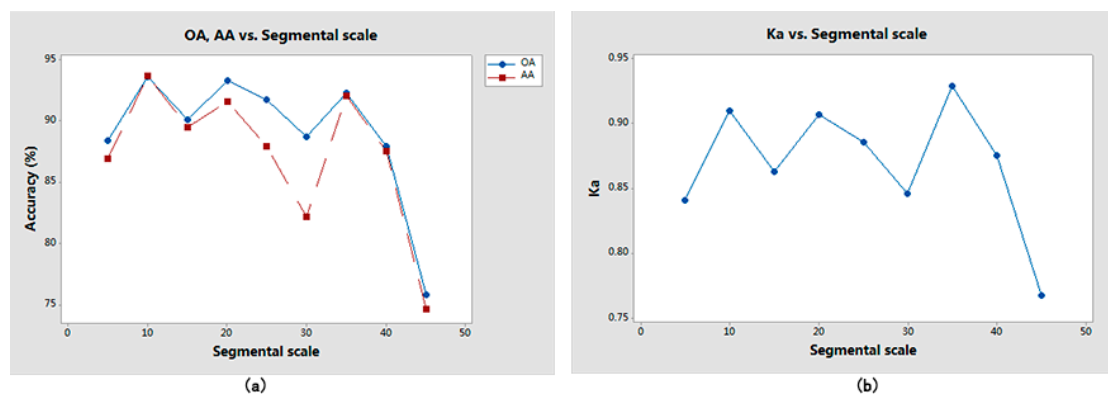 OA, AA vs. Segmental scale
OA
AA
Accuracy (%)
95
90
85
80
75
0 10 20 30 40 50
Segmental scale
(a)
Ka vs. Segmental scale
Ka
0.95
0.90
0.85
0.80
0.75
0 10 20 30 40 50
Segmental scale
(b)